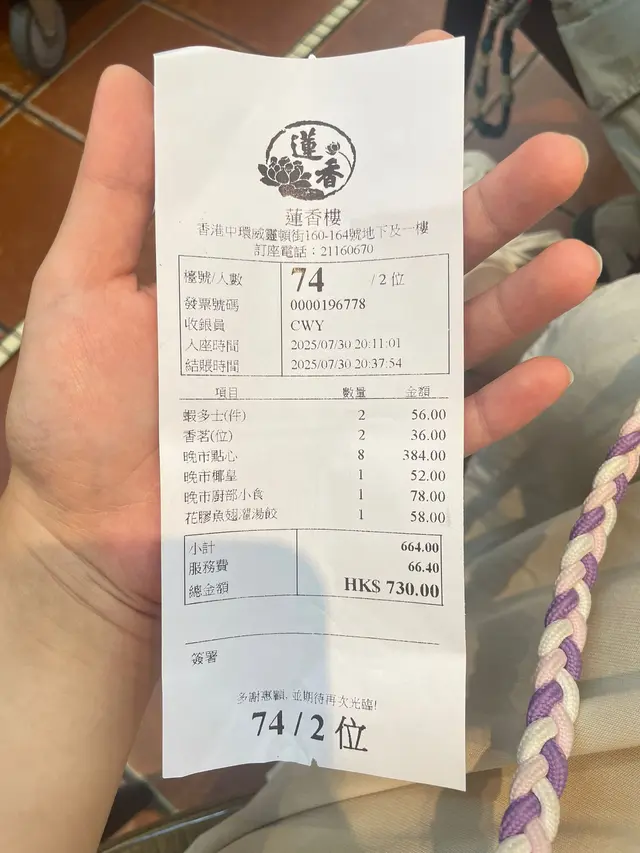 蓮香
蓮香樓
香港中環威靈頓街160-164號地下及一樓
訂座電話：21160670
檯號/人數 74 / 2 位
發票號碼 0000196778
收銀員 CWY
入座時間 2025/07/30 20:11:01
結賬時間 2025/07/30 20:37:54
項目 數量 金額
蝦多士(件) 2 56.00
香茗(位) 2 36.00
晚市點心 8 384.00
晚市椰皇 1 52.00
晚市廚部小食 1 78.00
花膠魚翅灌湯餃 1 58.00
小計 664.00
服務費 66.40
總金額 HK$ 730.00
簽署
多謝惠顧, 並期待再次光臨!
74 / 2 位